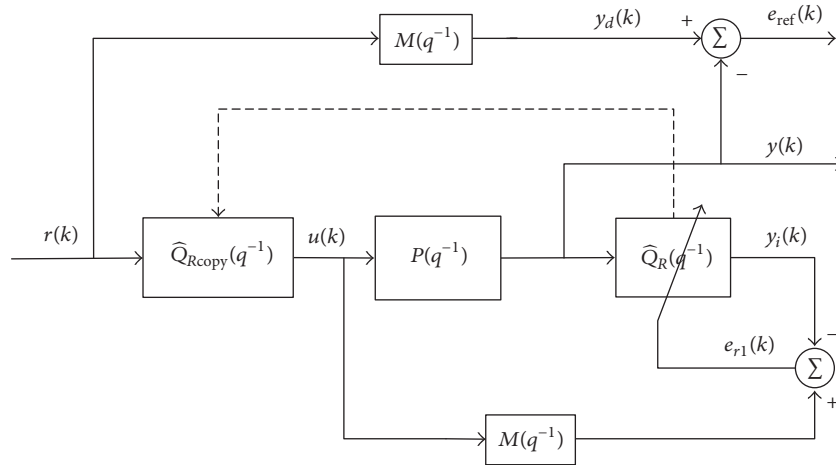 y_d(k)
e_ref(k)
M(q⁻¹)
+
Σ
−
y(k)
r(k)
Q̂_Rcopy(q⁻¹)
u(k)
P(q⁻¹)
Q̂_R(q⁻¹)
y_i(k)
−
e_r1(k)
Σ
+
M(q⁻¹)